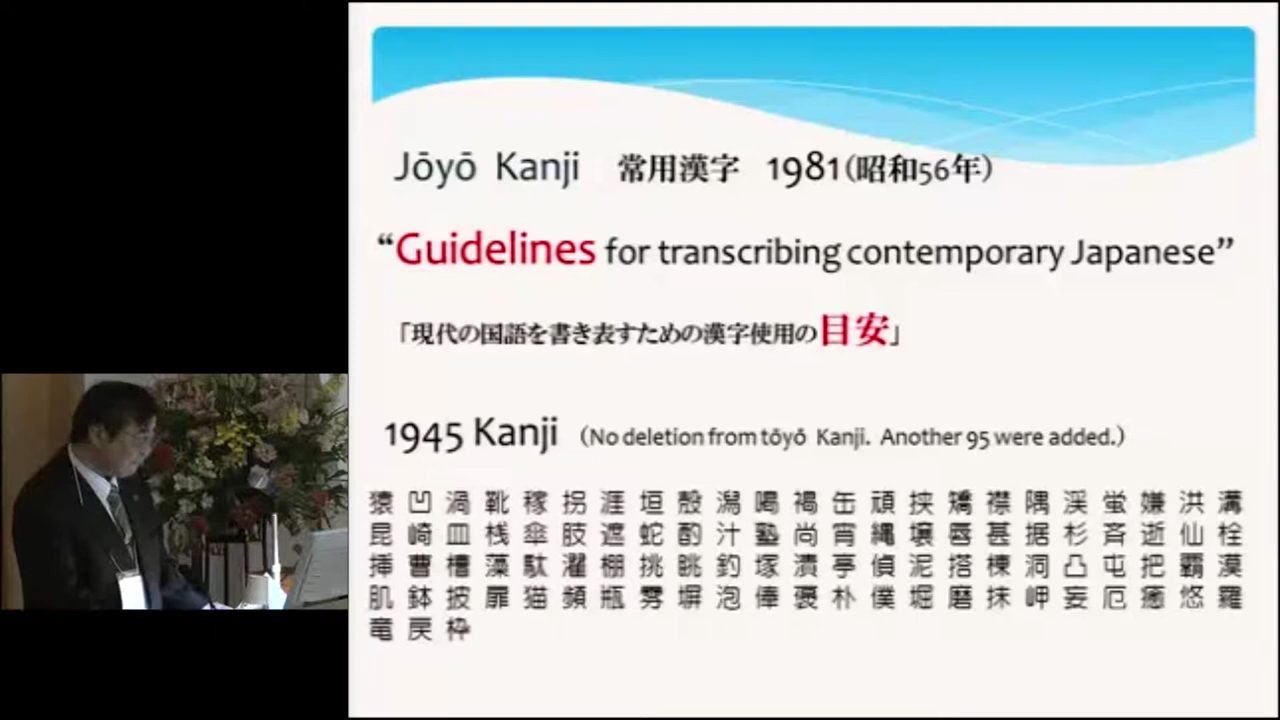 Jōyō Kanji 常用漢字 1981(昭和56年)
“Guidelines for transcribing contemporary Japanese”
「現代の国語を書き表すための漢字使用の目安」
1945 Kanji (No deletion from tōyō Kanji. Another 95 were added.)
猿 凹 渦 靴 稼 拐 涯 垣 殻 潟 喝 褐 缶 頑 挟 矯 襟 隅 渓 蛍 嫌 洪 溝
昆 崎 皿 桟 傘 肢 遮 蛇 酌 汁 塾 尚 宵 縄 壌 唇 甚 据 杉 斉 逝 仙 栓
挿 曹 槽 藻 駄 濯 棚 挑 眺 釣 塚 漬 亭 偵 泥 搭 棟 洞 凸 屯 把 覇 漠
肌 鉢 披 扉 猫 頻 瓶 雰 塀 泡 俸 褒 朴 僕 堀 磨 抹 岬 妄 厄 癒 悠 羅
竜 戻 枠